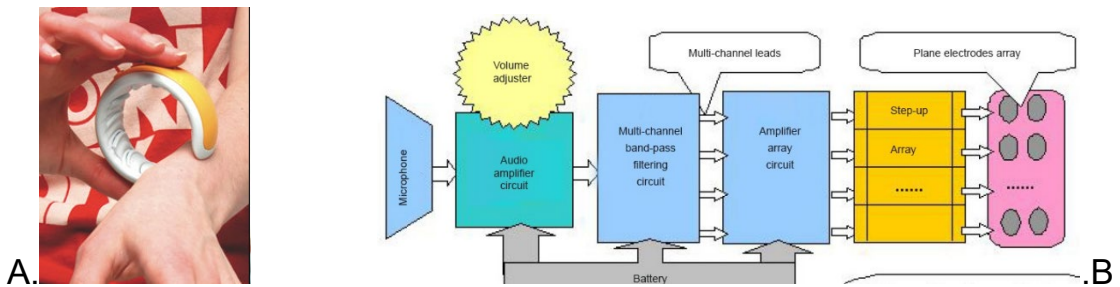 A.
Volume
adjuster
Multi-channel leads
Plane electrodes array
Microphone
Audio
amplifier
circuit
Multi-channel
band-pass
filtering
circuit
Amplifier
array
circuit
Step-up
Array
......
......
Battery
.B